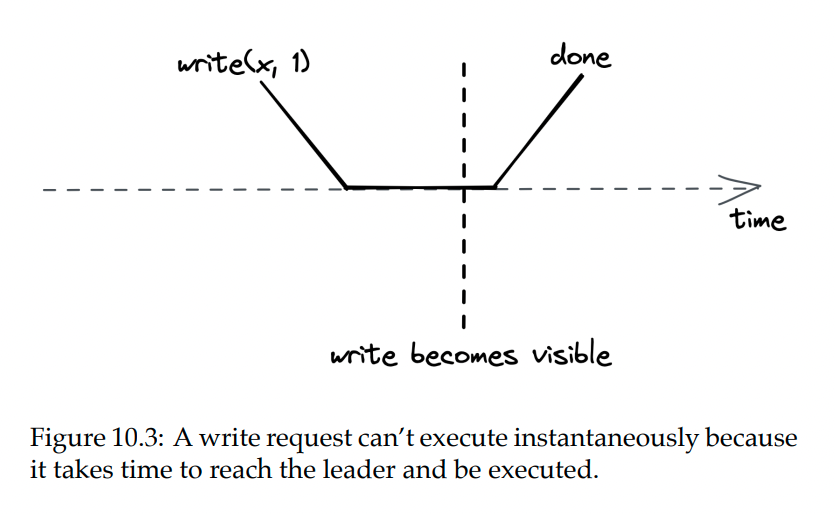 write(x, 1)
done
time
write becomes visible
Figure 10.3: A write request can't execute instantaneously because
it takes time to reach the leader and be executed.